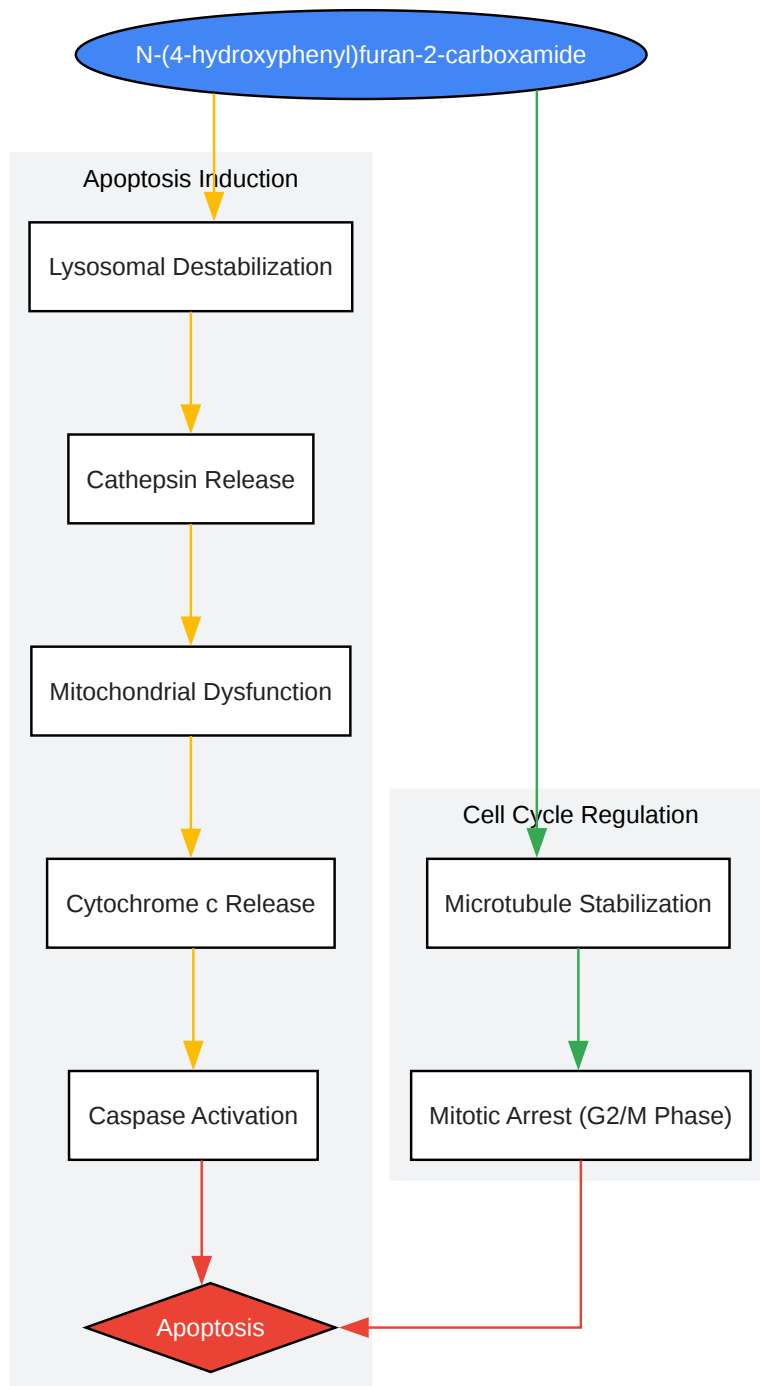 N-(4-hydroxyphenyl)furan-2-carboxamide
Apoptosis Induction
Lysosomal Destabilization
Cathepsin Release
Mitochondrial Dysfunction
Cytochrome c Release
Caspase Activation
Cell Cycle Regulation
Microtubule Stabilization
Mitotic Arrest (G2/M Phase)
Apoptosis